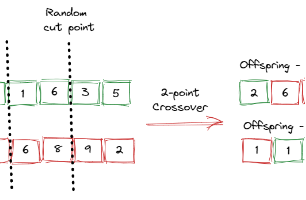 Random
cut point
Offspring -
1 6 3 5
2 6
2-point
Crossover
Offspring -
6 8 9 2
1 1